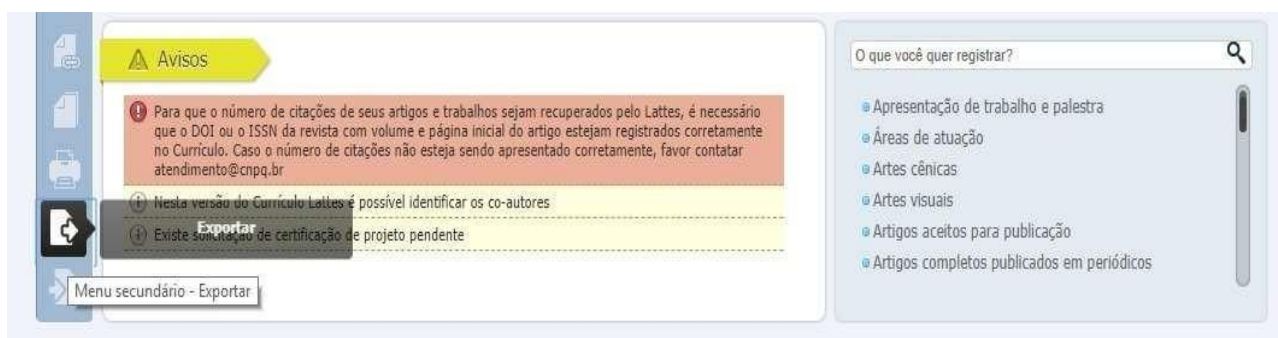 Avisos
Para que o número de citações de seus artigos e trabalhos sejam recuperados pelo Lattes, é necessário
que o DOI ou o ISSN da revista com volume e página inicial do artigo estejam registrados corretamente
no Currículo. Caso o número de citações não esteja sendo apresentado corretamente, favor contatar
atendimento@cnpq.br
Nesta versão do Currículo Lattes é possível identificar os co-autores
Existe solicitação de certificação de projeto pendente
Exportar
Menu secundário - Exportar
O que você quer registrar?
Apresentação de trabalho e palestra
Áreas de atuação
Artes cênicas
Artes visuais
Artigos aceitos para publicação
Artigos completos publicados em periódicos